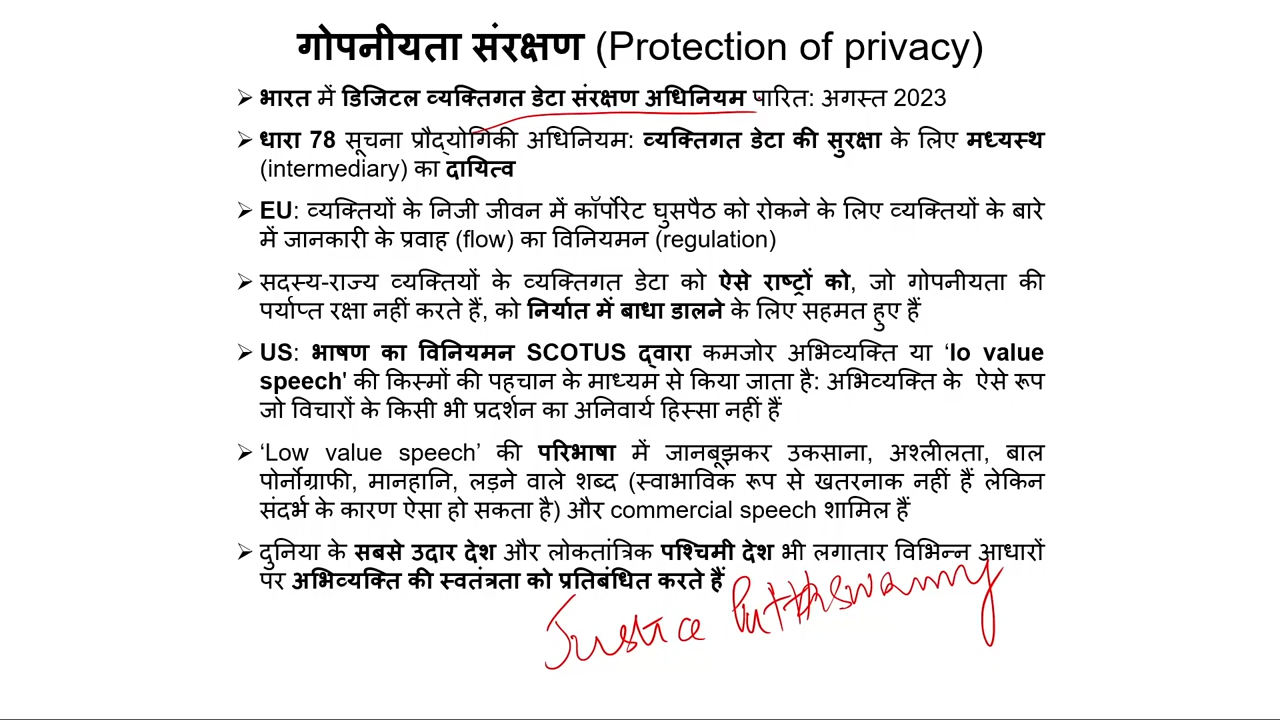 गोपनीयता संरक्षण (Protection of privacy)
➢ भारत में डिजिटल व्यक्तिगत डेटा संरक्षण अधिनियम पारित: अगस्त 2023
➢ धारा 78 सूचना प्रौद्योगिकी अधिनियम: व्यक्तिगत डेटा की सुरक्षा के लिए मध्यस्थ
(intermediary) का दायित्व
➢ EU: व्यक्तियों के निजी जीवन में कॉर्पोरेट घुसपैठ को रोकने के लिए व्यक्तियों के बारे
में जानकारी के प्रवाह (flow) का विनियमन (regulation)
➢ सदस्य-राज्य व्यक्तियों के व्यक्तिगत डेटा को ऐसे राष्ट्रों को, जो गोपनीयता की
पर्याप्त रक्षा नहीं करते हैं, को निर्यात में बाधा डालने के लिए सहमत हुए हैं
➢ US: भाषण का विनियमन SCOTUS द्वारा कमजोर अभिव्यक्ति या ‘lo value
speech' की किस्मों की पहचान के माध्यम से किया जाता है: अभिव्यक्ति के ऐसे रूप
जो विचारों के किसी भी प्रदर्शन का अनिवार्य हिस्सा नहीं हैं
➢ ‘Low value speech’ की परिभाषा में जानबूझकर उकसाना, अश्लीलता, बाल
पोर्नोग्राफी, मानहानि, लड़ने वाले शब्द (स्वाभाविक रूप से खतरनाक नहीं हैं लेकिन
संदर्भ के कारण ऐसा हो सकता है) और commercial speech शामिल हैं
➢ दुनिया के सबसे उदार देश और लोकतांत्रिक पश्चिमी देश भी लगातार विभिन्न आधारों
पर अभिव्यक्ति की स्वतंत्रता को प्रतिबंधित करते हैं
Justice